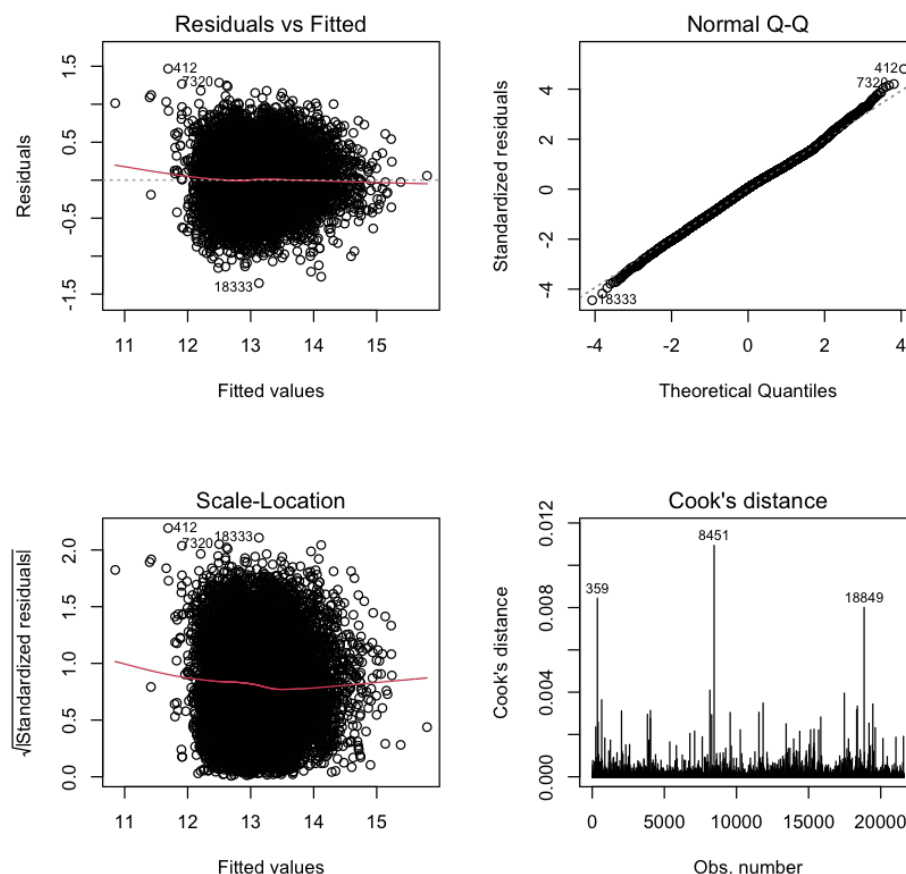 Residuals vs Fitted
Residuals
1.5
0.5
-0.5
-1.5
412
7320
18333
11 12 13 14 15
Fitted values
Normal Q-Q
Standardized residuals
4
2
0
-2
-4
412
7320
18333
-4 -2 0 2 4
Theoretical Quantiles
Scale-Location
√|Standardized residuals|
2.0
1.5
1.0
0.5
0.0
412
18333
7320
11 12 13 14 15
Fitted values
Cook's distance
Cook's distance
0.012
0.008
0.004
0.000
8451
359
18849
0 5000 10000 15000 20000
Obs. number